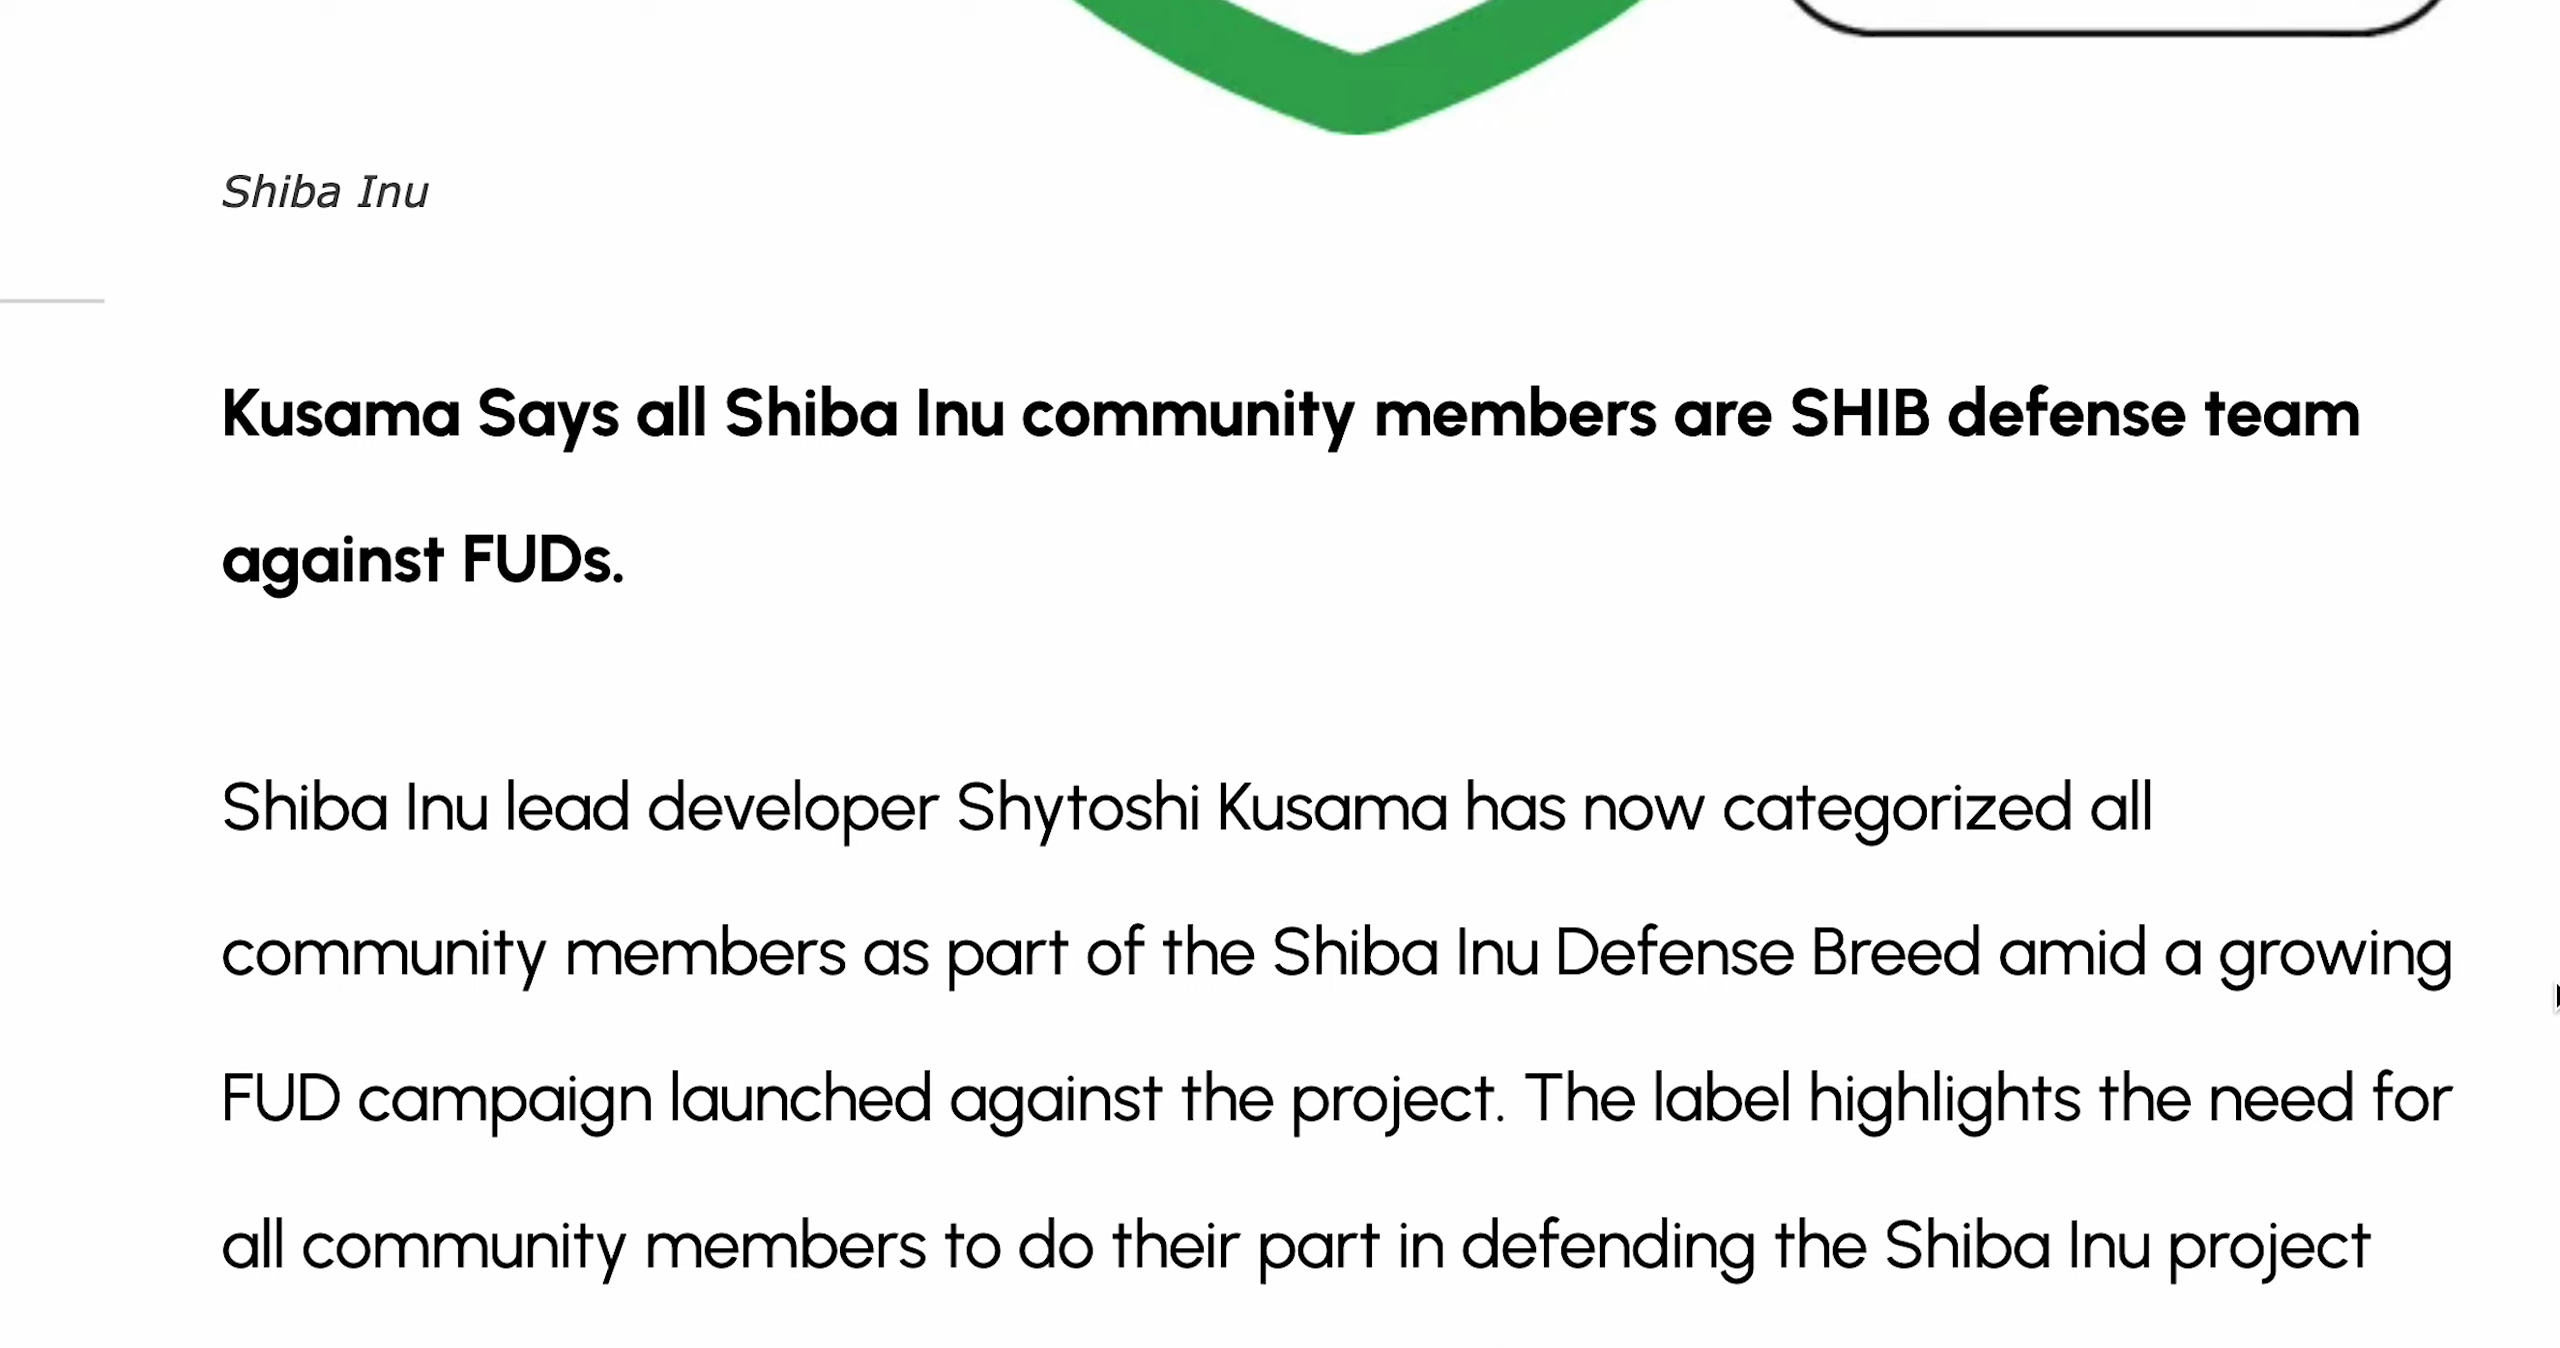 Shiba Inu
Kusama Says all Shiba Inu community members are SHIB defense team
against FUDs.
Shiba Inu lead developer Shytoshi Kusama has now categorized all
community members as part of the Shiba Inu Defense Breed amid a growing
FUD campaign launched against the project. The label highlights the need for
all community members to do their part in defending the Shiba Inu project